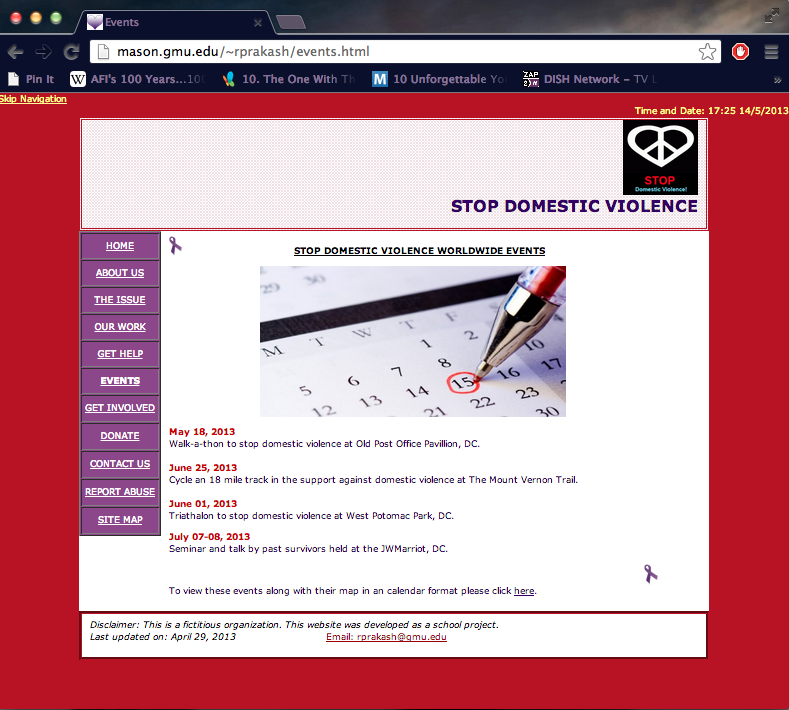 Events
mason.gmu.edu/~rprakash/events.html
Pin It
W AFI's 100 Years...10
10. The One With Th
M 10 Unforgettable Yo
ZAP 2it DISH Network – TV L
»
Skip Navigation
Time and Date: 17:25 14/5/2013
STOP
Domestic Violence!
STOP DOMESTIC VIOLENCE
HOME
ABOUT US
THE ISSUE
OUR WORK
GET HELP
EVENTS
GET INVOLVED
DONATE
CONTACT US
REPORT ABUSE
SITE MAP
STOP DOMESTIC VIOLENCE WORLDWIDE EVENTS
29 30
M T W T F
1 2
5 6 7 8
15 16 17
12 13 14
21 22 23
30
May 18, 2013
Walk-a-thon to stop domestic violence at Old Post Office Pavillion, DC.
June 25, 2013
Cycle an 18 mile track in the support against domestic violence at The Mount Vernon Trail.
June 01, 2013
Triathalon to stop domestic violence at West Potomac Park, DC.
July 07-08, 2013
Seminar and talk by past survivors held at the JWMarriot, DC.
To view these events along with their map in an calendar format please click here.
Disclaimer: This is a fictitious organization. This website was developed as a school project.
Last updated on: April 29, 2013 Email: rprakash@gmu.edu